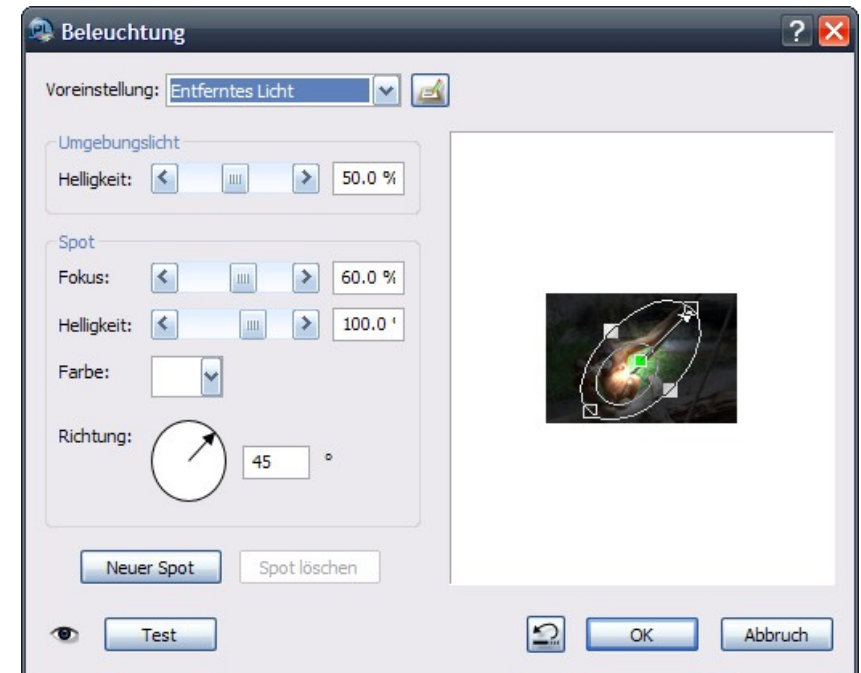 Beleuchtung
Voreinstellung: Entferntes Licht
Umgebungslicht
Helligkeit: 50.0 %
Spot
Fokus: 60.0 %
Helligkeit: 100.0 '
Farbe:
Richtung: 45 °
Neuer Spot Spot löschen
Test OK Abbruch